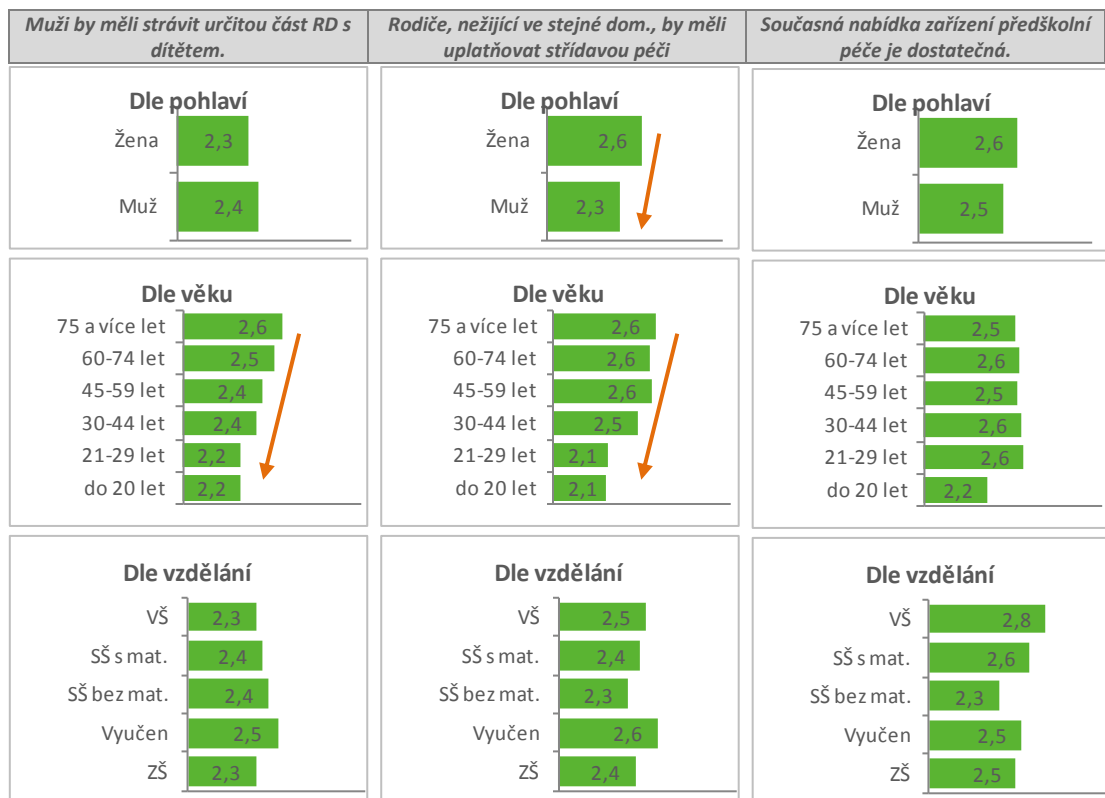 Muži by měli strávit určitou část RD s
dítětem.
Rodiče, nežijící ve stejné dom., by měli
uplatňovat střídavou péči
Současná nabídka zařízení předškolní
péče je dostatečná.
Dle pohlaví
Žena 2,3
Muž 2,4
Dle pohlaví
Žena 2,6
Muž 2,3
Dle pohlaví
Žena 2,6
Muž 2,5
Dle věku
75 a více let 2,6
60-74 let 2,5
45-59 let 2,4
30-44 let 2,4
21-29 let 2,2
do 20 let 2,2
Dle věku
75 a více let 2,6
60-74 let 2,6
45-59 let 2,6
30-44 let 2,5
21-29 let 2,1
do 20 let 2,1
Dle věku
75 a více let 2,5
60-74 let 2,6
45-59 let 2,5
30-44 let 2,6
21-29 let 2,6
do 20 let 2,2
Dle vzdělání
VŠ 2,3
SŠ s mat. 2,4
SŠ bez mat. 2,4
Vyučen 2,5
ZŠ 2,3
Dle vzdělání
VŠ 2,5
SŠ s mat. 2,4
SŠ bez mat. 2,3
Vyučen 2,6
ZŠ 2,4
Dle vzdělání
VŠ 2,8
SŠ s mat. 2,6
SŠ bez mat. 2,3
Vyučen 2,5
ZŠ 2,5